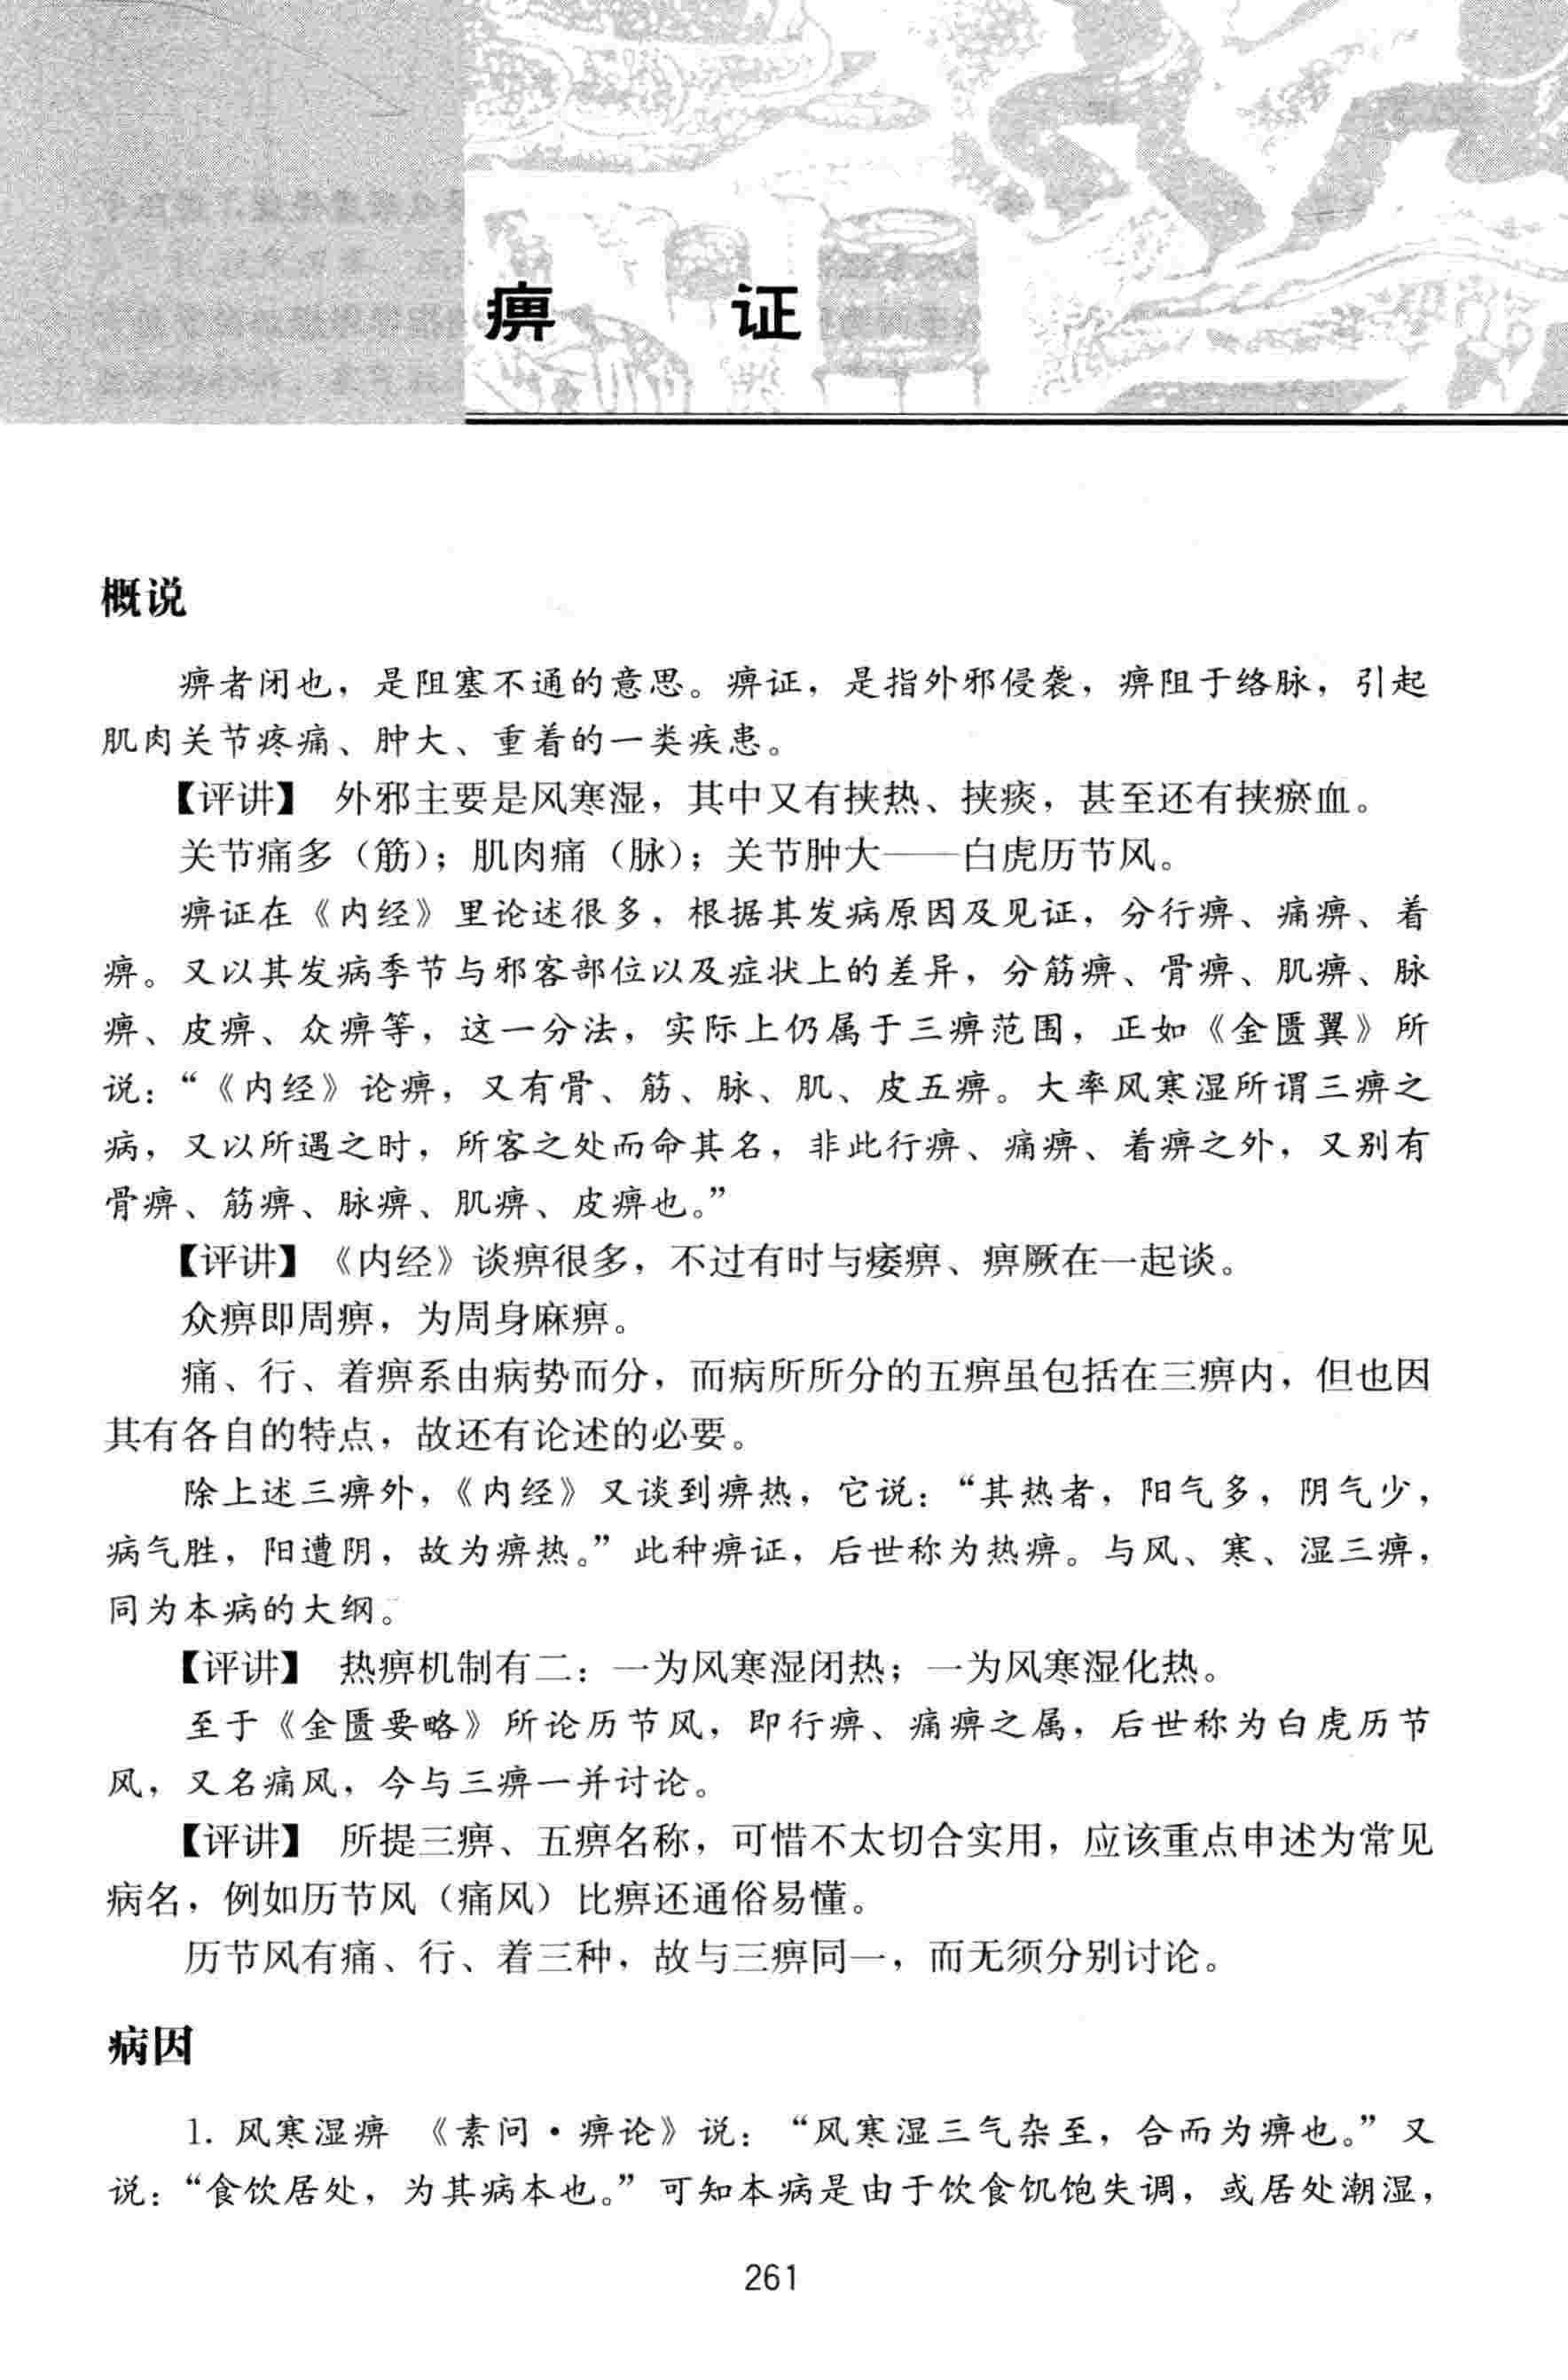 痹 证
概说
痹者闭也，是阻塞不通的意思。痹证，是指外邪侵袭，痹阻于络脉，引起
肌肉关节疼痛、肿大、重着的一类疾患。
【评讲】 外邪主要是风寒湿，其中又有挟热、挟痰，甚至还有挟瘀血。
关节痛多（筋）；肌肉痛（脉）；关节肿大——白虎历节风。
痹证在《内经》里论述很多，根据其发病原因及见证，分行痹、痛痹、着
痹。又以其发病季节与邪客部位以及症状上的差异，分筋痹、骨痹、肌痹、脉
痹、皮痹、众痹等，这一分法，实际上仍属于三痹范围，正如《金匮翼》所
说：“《内经》论痹，又有骨、筋、脉、肌、皮五痹。大率风寒湿所谓三痹之
病，又以所遇之时，所客之处而命其名，非此行痹、痛痹、着痹之外，又别有
骨痹、筋痹、脉痹、肌痹、皮痹也。”
【评讲】《内经》谈痹很多，不过有时与痿痹、痹厥在一起谈。
众痹即周痹，为周身麻痹。
痛、行、着痹系由病势而分，而病所所分的五痹虽包括在三痹内，但也因
其有各自的特点，故还有论述的必要。
除上述三痹外，《内经》又谈到痹热，它说：“其热者，阳气多，阴气少，
病气胜，阳遭阴，故为痹热。”此种痹证，后世称为热痹。与风、寒、湿三痹，
同为本病的大纲。
【评讲】 热痹机制有二：一为风寒湿闭热；一为风寒湿化热。
至于《金匮要略》所论历节风，即行痹、痛痹之属，后世称为白虎历节
风，又名痛风，今与三痹一并讨论。
【评讲】 所提三痹、五痹名称，可惜不太切合实用，应该重点申述为常见
病名，例如历节风（痛风）比痹还通俗易懂。
历节风有痛、行、着三种，故与三痹同一，而无须分别讨论。
病因
1. 风寒湿痹 《素问·痹论》说：“风寒湿三气杂至，合而为痹也。”又
说：“食饮居处，为其病本也。”可知本病是由于饮食饥饱失调，或居处潮湿，
261